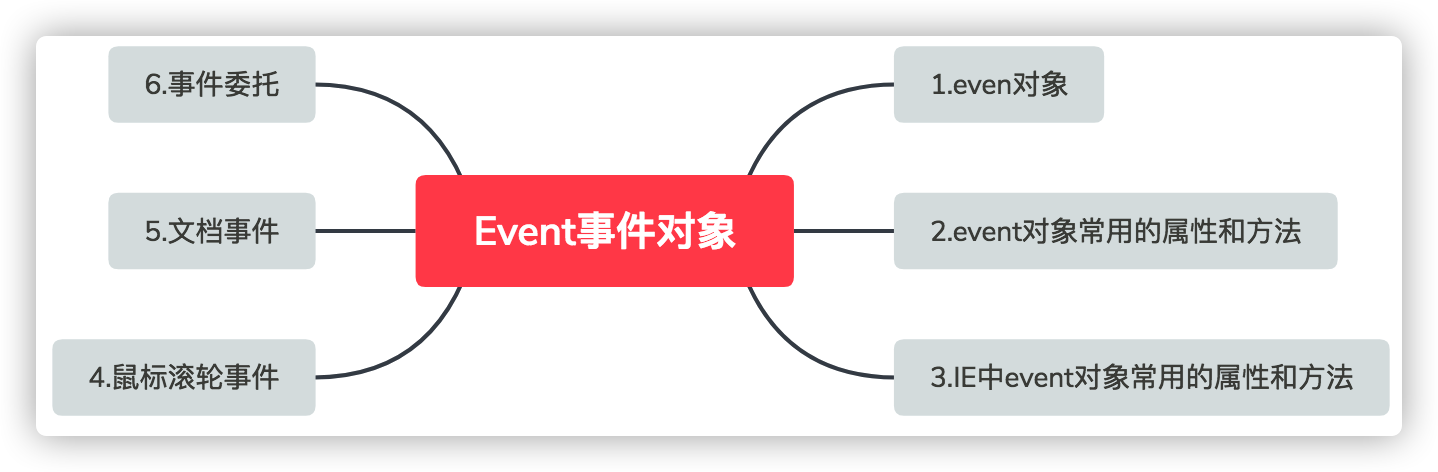 Event事件对象
1.even对象
2.event对象常用的属性和方法
3.IE中event对象常用的属性和方法
4.鼠标滚轮事件
5.文档事件
6.事件委托